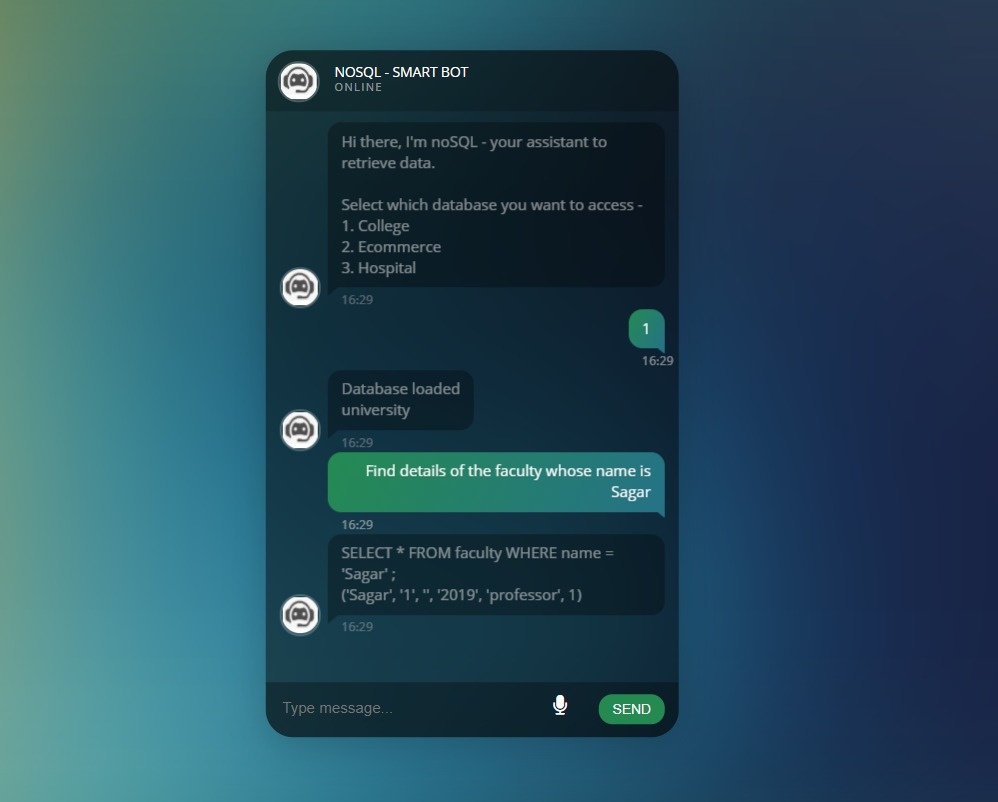 NOSQL - SMART BOT
ONLINE
Hi there, I'm noSQL - your assistant to
retrieve data.
Select which database you want to access -
1. College
2. Ecommerce
3. Hospital
16:29
1
16:29
Database loaded
university
16:29
Find details of the faculty whose name is
Sagar
16:29
SELECT * FROM faculty WHERE name =
'Sagar' ;
('Sagar', '1', '', '2019', 'professor', 1)
16:29
Type message...
SEND